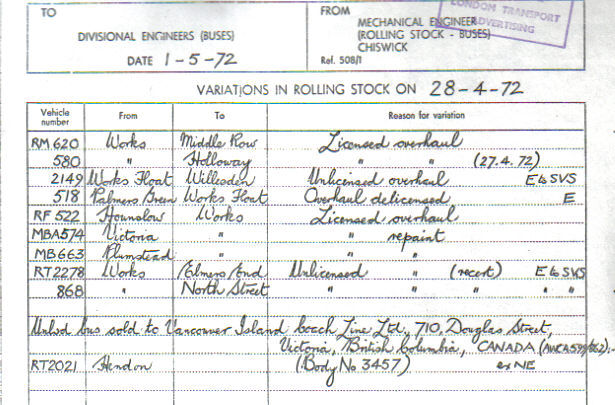 TO
DIVISIONAL ENGINEERS (BUSES)
DATE 1-5-72
FROM
MECHANICAL ENGINEER
(ROLLING STOCK - BUSES)
CHISWICK
Ref. 508/1
LONDON TRANSPORT
ADVERTISING
VARIATIONS IN ROLLING STOCK ON 28-4-72
Vehicle number From To Reason for variation
RM 620 Works Middle Row Licensed overhaul
580 " Holloway " " (27.4.72)
2149 Works Float Willesden Unlicensed overhaul E to SVS
518 Palmers Green Works Float Overhaul delicensed E
RF 522 Hounslow Works Licensed overhaul
MBA574 Victoria " " repaint
MB663 Plumstead " " "
RT2278 Works Elmers End Unlicensed " (recert) E to SVS
868 " North Street " " " " "
Unlsd bus sold to Vancouver Island Coach Line Ltd., 710, Douglas Street,
Victoria, British Columbia, CANADA
RT2021 Hendon (Body No 3457) ex NE